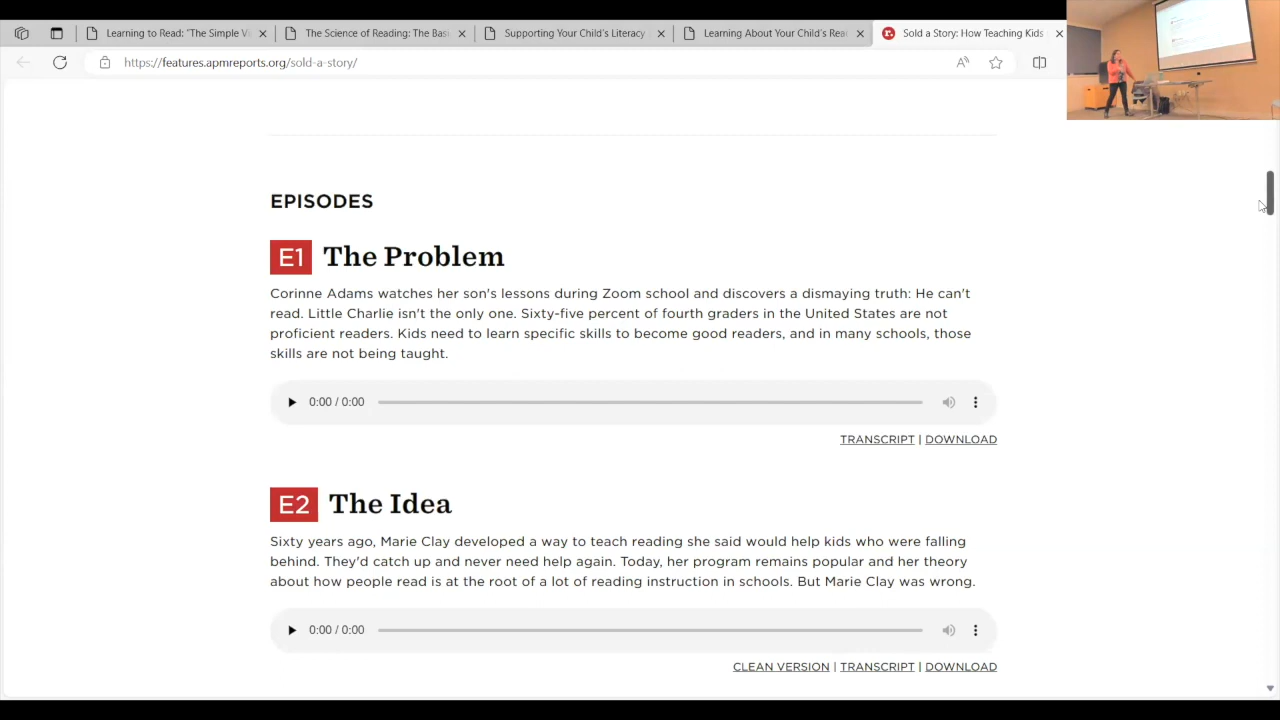 Learning to Read: "The Simple Vi
The Science of Reading: The Basi
Supporting Your Child's Literacy
Learning About Your Child's Rea
Sold a Story: How Teaching Kids
https://features.apmreports.org/sold-a-story/
EPISODES
E1 The Problem
Corinne Adams watches her son's lessons during Zoom school and discovers a dismaying truth: He can't
read. Little Charlie isn't the only one. Sixty-five percent of fourth graders in the United States are not
proficient readers. Kids need to learn specific skills to become good readers, and in many schools, those
skills are not being taught.
0:00 / 0:00
TRANSCRIPT | DOWNLOAD
E2 The Idea
Sixty years ago, Marie Clay developed a way to teach reading she said would help kids who were falling
behind. They'd catch up and never need help again. Today, her program remains popular and her theory
about how people read is at the root of a lot of reading instruction in schools. But Marie Clay was wrong.
0:00 / 0:00
CLEAN VERSION | TRANSCRIPT | DOWNLOAD